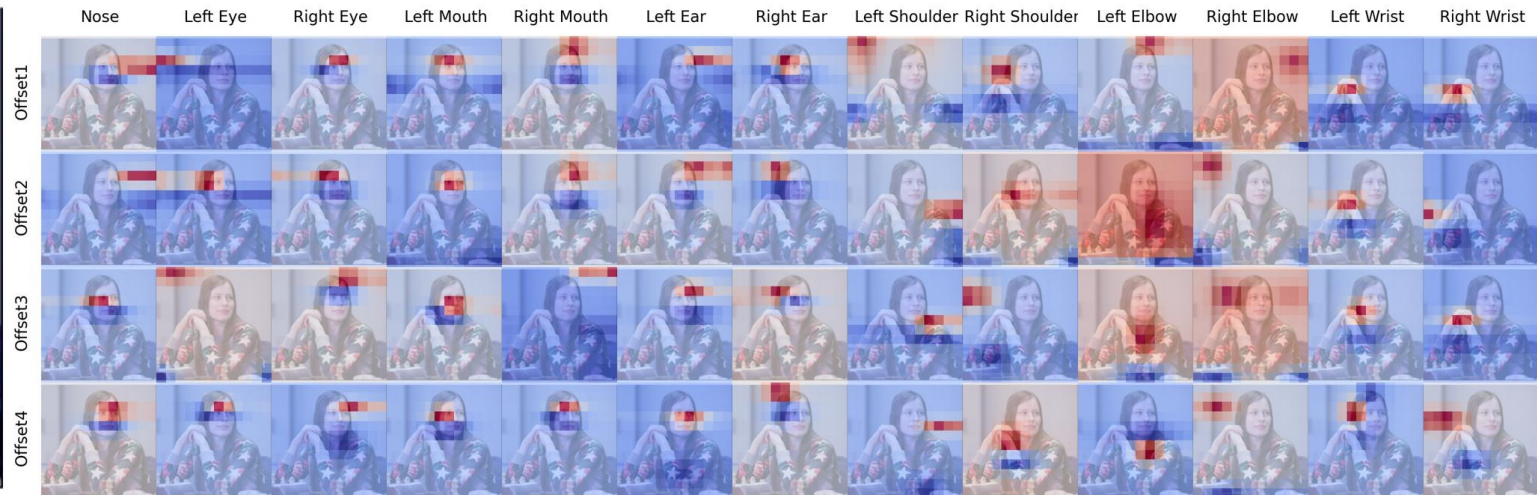 Nose Left Eye Right Eye Left Mouth Right Mouth Left Ear Right Ear Left Shoulder Right Shoulder Left Elbow Right Elbow Left Wrist Right Wrist
Offset1
Offset2
Offset3
Offset4